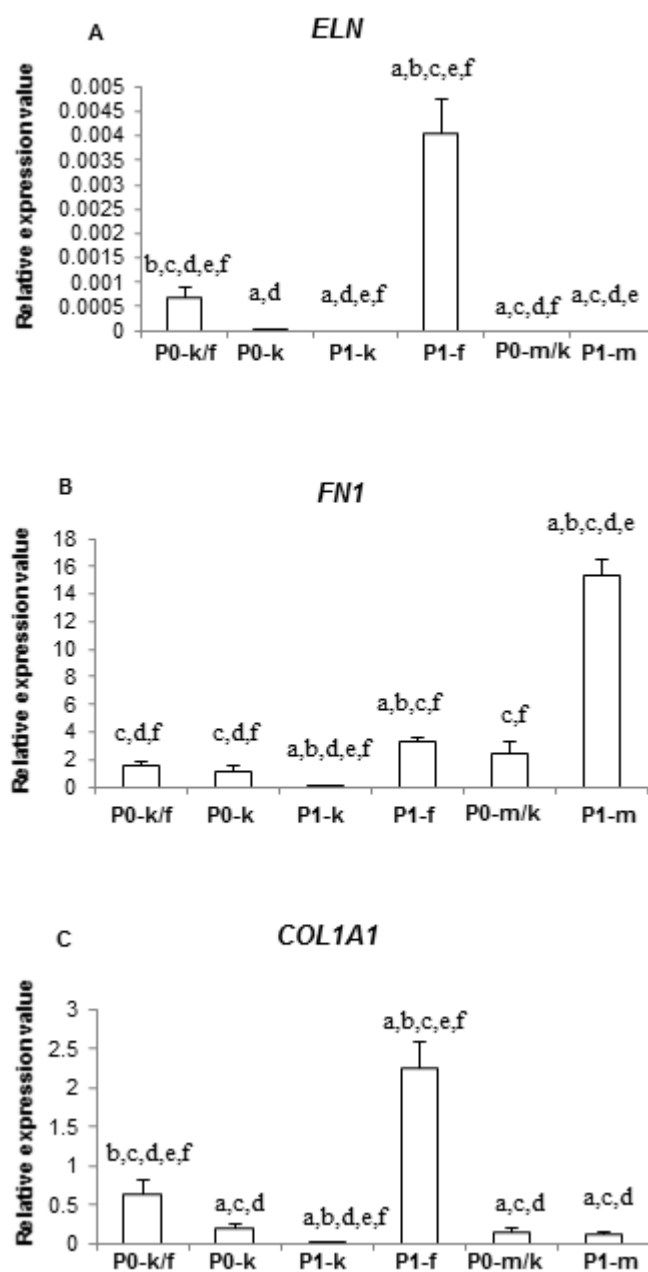 A
ELN
Relative expression value
0.005
0.0045
0.004
0.0035
0.003
0.0025
0.002
0.0015
0.001
0.0005
0
b,c,d,e,f
a,d
a,d,e,f
a,b,c,e,f
a,c,d,f
a,c,d,e
P0-k/f P0-k P1-k P1-f P0-m/k P1-m
B
FN1
Relative expression value
18
16
14
12
10
8
6
4
2
0
c,d,f
c,d,f
a,b,d,e,f
a,b,c,f
c,f
a,b,c,d,e
P0-k/f P0-k P1-k P1-f P0-m/k P1-m
C
COL1A1
Relative expression value
3
2.5
2
1.5
1
0.5
0
b,c,d,e,f
a,c,d
a,b,d,e,f
a,b,c,e,f
a,c,d
a,c,d
P0-k/f P0-k P1-k P1-f P0-m/k P1-m